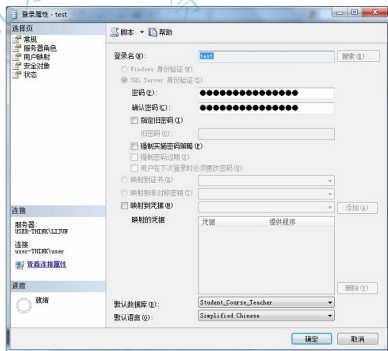 登录属性 - test
选择页
常规
服务器角色
用户映射
安全对象
状态
脚本 帮助
登录名(N): test 搜索(E)...
Windows 身份验证(W)
SQL Server 身份验证(S)
密码(P): ●●●●●●●●●●●●●●●
确认密码(C): ●●●●●●●●●●●●●●●
指定旧密码(I)
旧密码(O):
强制实施密码策略(F)
强制密码过期(X)
用户在下次登录时必须更改密码(U)
映射到证书(R)
映射到非对称密钥(T)
映射到凭据(M) 添加(A)
映射的凭据 凭据 提供程序
删除(V)
默认数据库(D): Student_Course_Teacher
默认语言(G): Simplified Chinese
连接
服务器:
USER-THINK\LIJUN
连接:
user-THINK\user
查看连接属性
进度
就绪
确定 取消